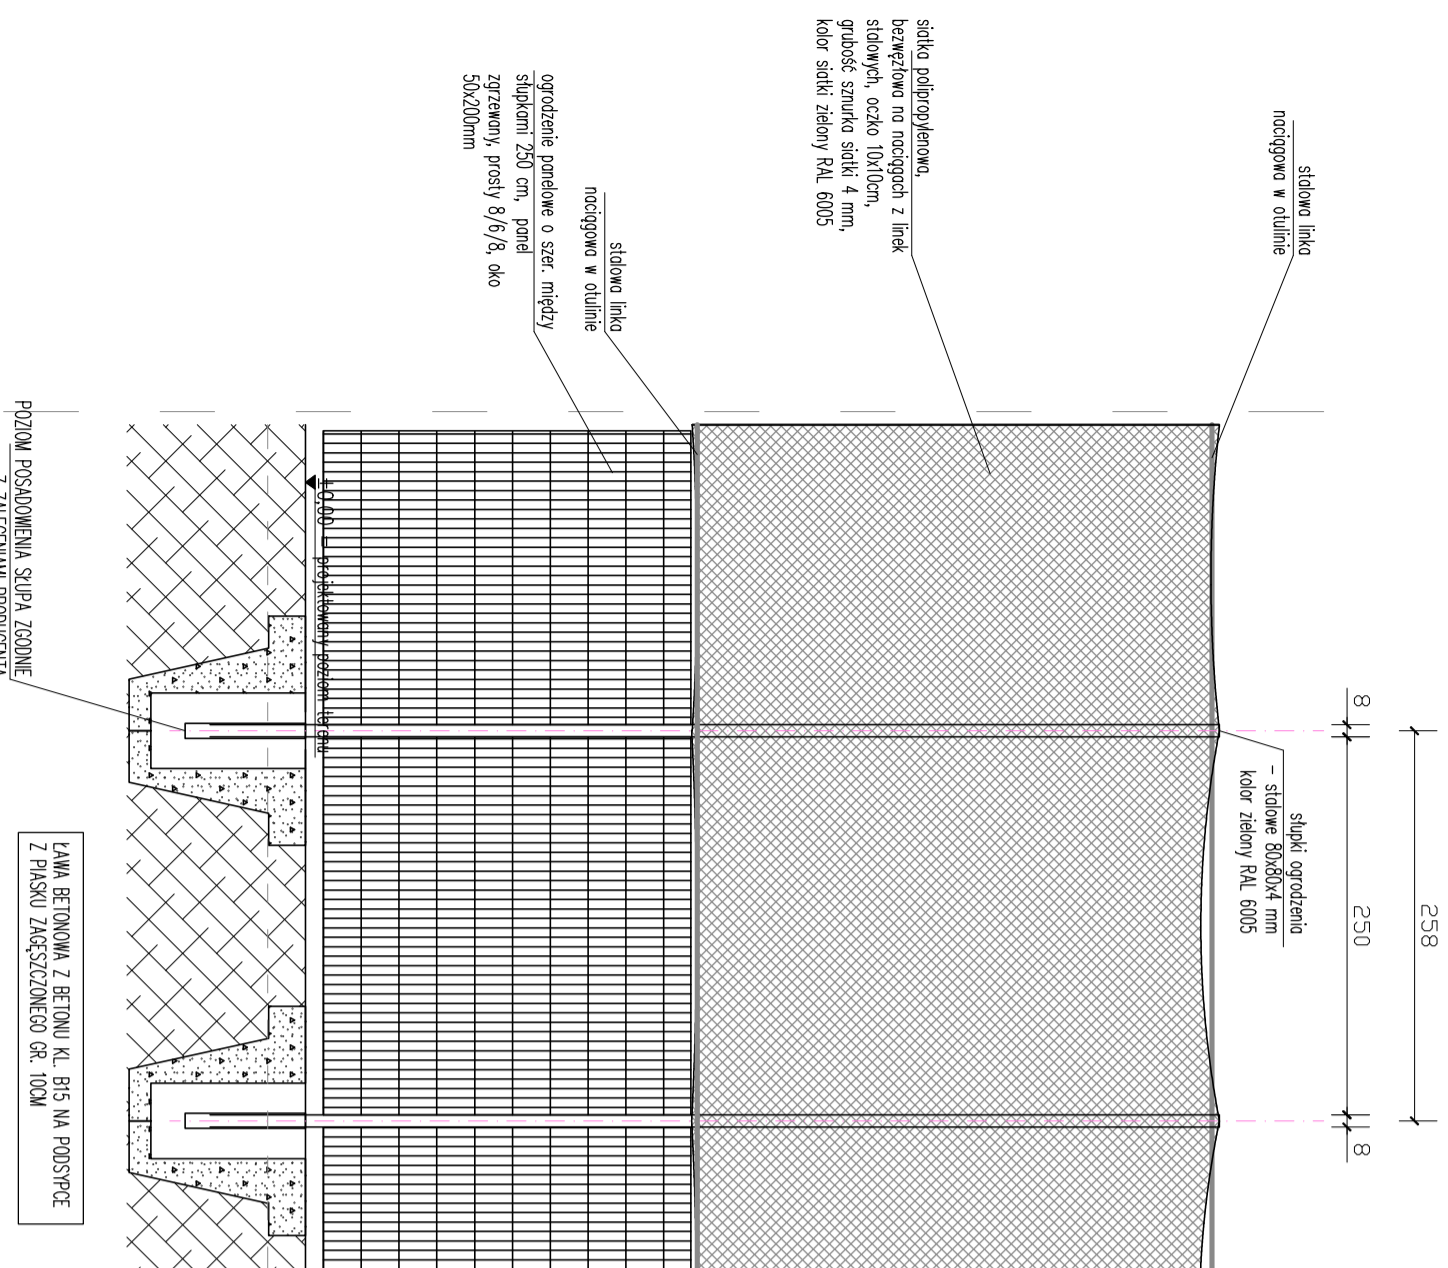 258
8
250
8
stalowa linka
naciągowa w otulinie
słupki ogrodzenia
– stalowe 80x80x4 mm
kolor zielony RAL 6005
siatka polipropylenowa,
bezwęzłowa na naciągach z linek
stalowych, oczko 10x10cm,
grubość sznurka siatki 4 mm,
kolor siatki zielony RAL 6005
stalowa linka
naciągowa w otulinie
ogrodzenie panelowe o szer. między
słupkami 250 cm, panel
zgrzewany, prosty 8/6/8, oko
50x200mm
±0,00 = projektowany poziom terenu
ŁAWA BETONOWA Z BETONU KL. B15 NA PODSYPCE
Z PIASKU ZAGĘSZCZONEGO GR. 10CM
POZIOM POSADOWIENIA SŁUPA ZGODNIE
Z ZALECENIAMI PRODUCENTA